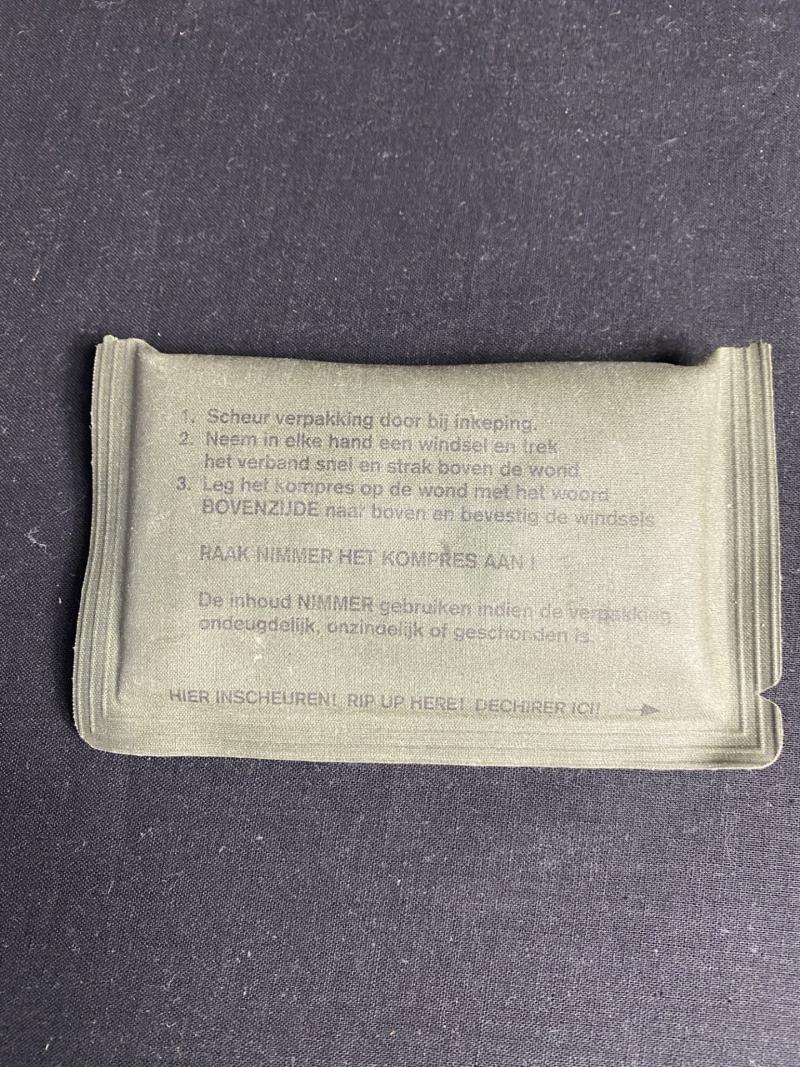 1. Scheur verpakking door bij inkeping.
2. Neem in elke hand een windsel en trek
het verband snel en strak boven de wond
3. Leg het kompres op de wond met het woord
BOVENZIJDE naar boven en bevestig de windsels
RAAK NIMMER HET KOMPRES AAN !
De inhoud NIMMER gebruiken indien de verpakking
ondeugdelijk, onzindelijk of geschonden is.
HIER INSCHEUREN! RIP UP HERE! DECHIRER ICI!